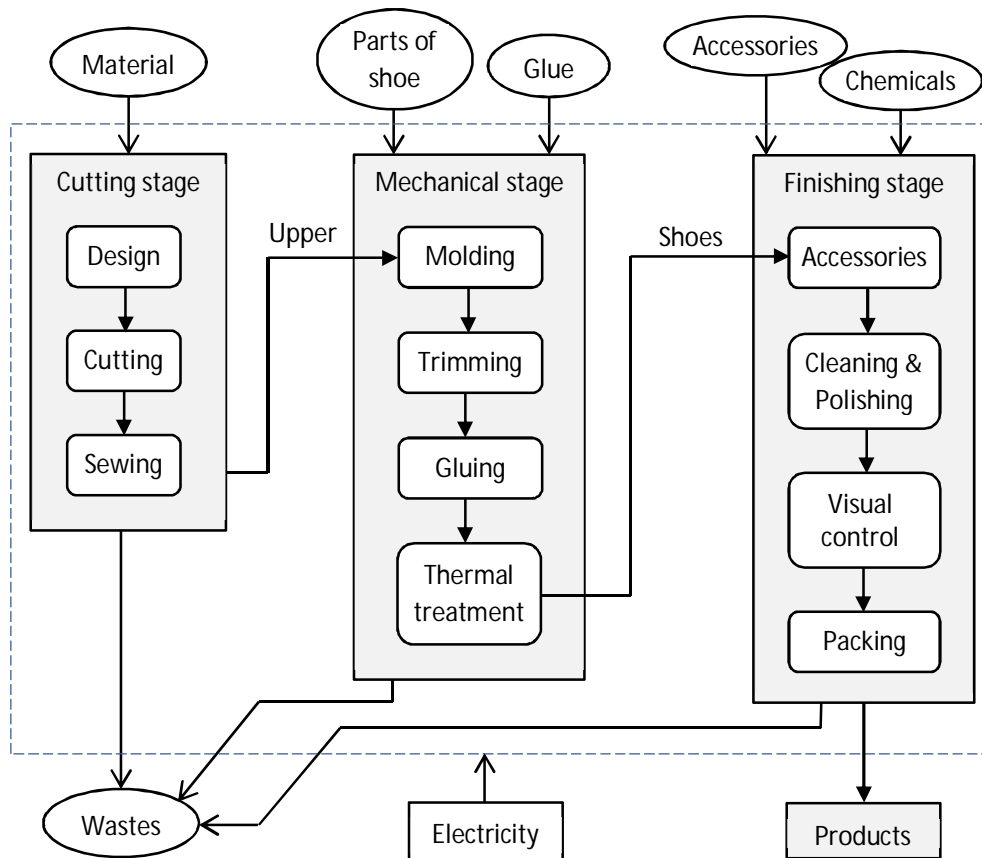 Material
Parts of
shoe
Glue
Accessories
Chemicals
Cutting stage
Design
Cutting
Sewing
Upper
Mechanical stage
Molding
Trimming
Gluing
Thermal
treatment
Shoes
Finishing stage
Accessories
Cleaning &
Polishing
Visual
control
Packing
Wastes
Electricity
Products